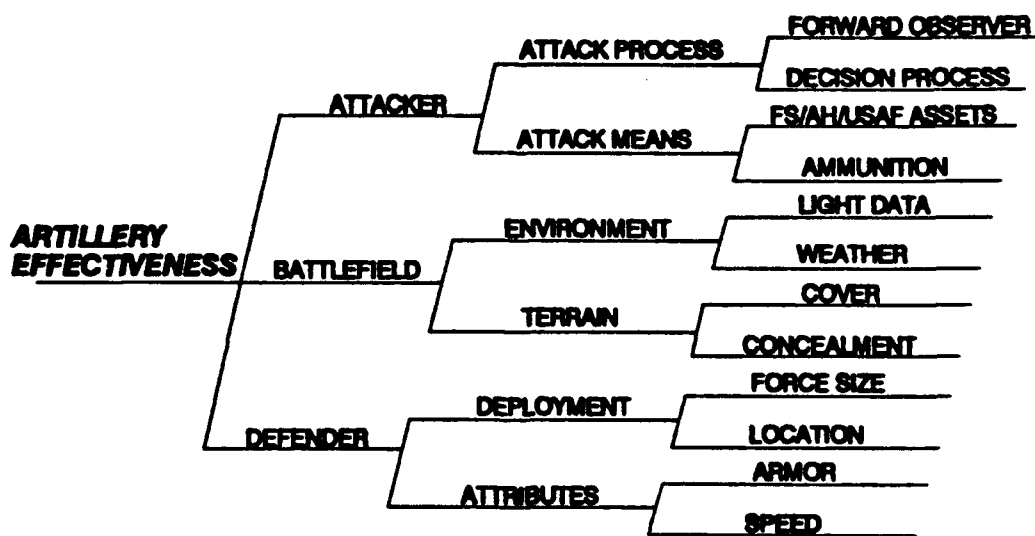 FORWARD OBSERVER
ATTACK PROCESS
DECISION PROCESS
ATTACKER
FS/AH/USAF ASSETS
ATTACK MEANS
AMMUNITION
LIGHT DATA
ENVIRONMENT
WEATHER
ARTILLERY
EFFECTIVENESS
BATTLEFIELD
COVER
TERRAIN
CONCEALMENT
FORCE SIZE
DEPLOYMENT
LOCATION
DEFENDER
ARMOR
ATTRIBUTES
SPEED